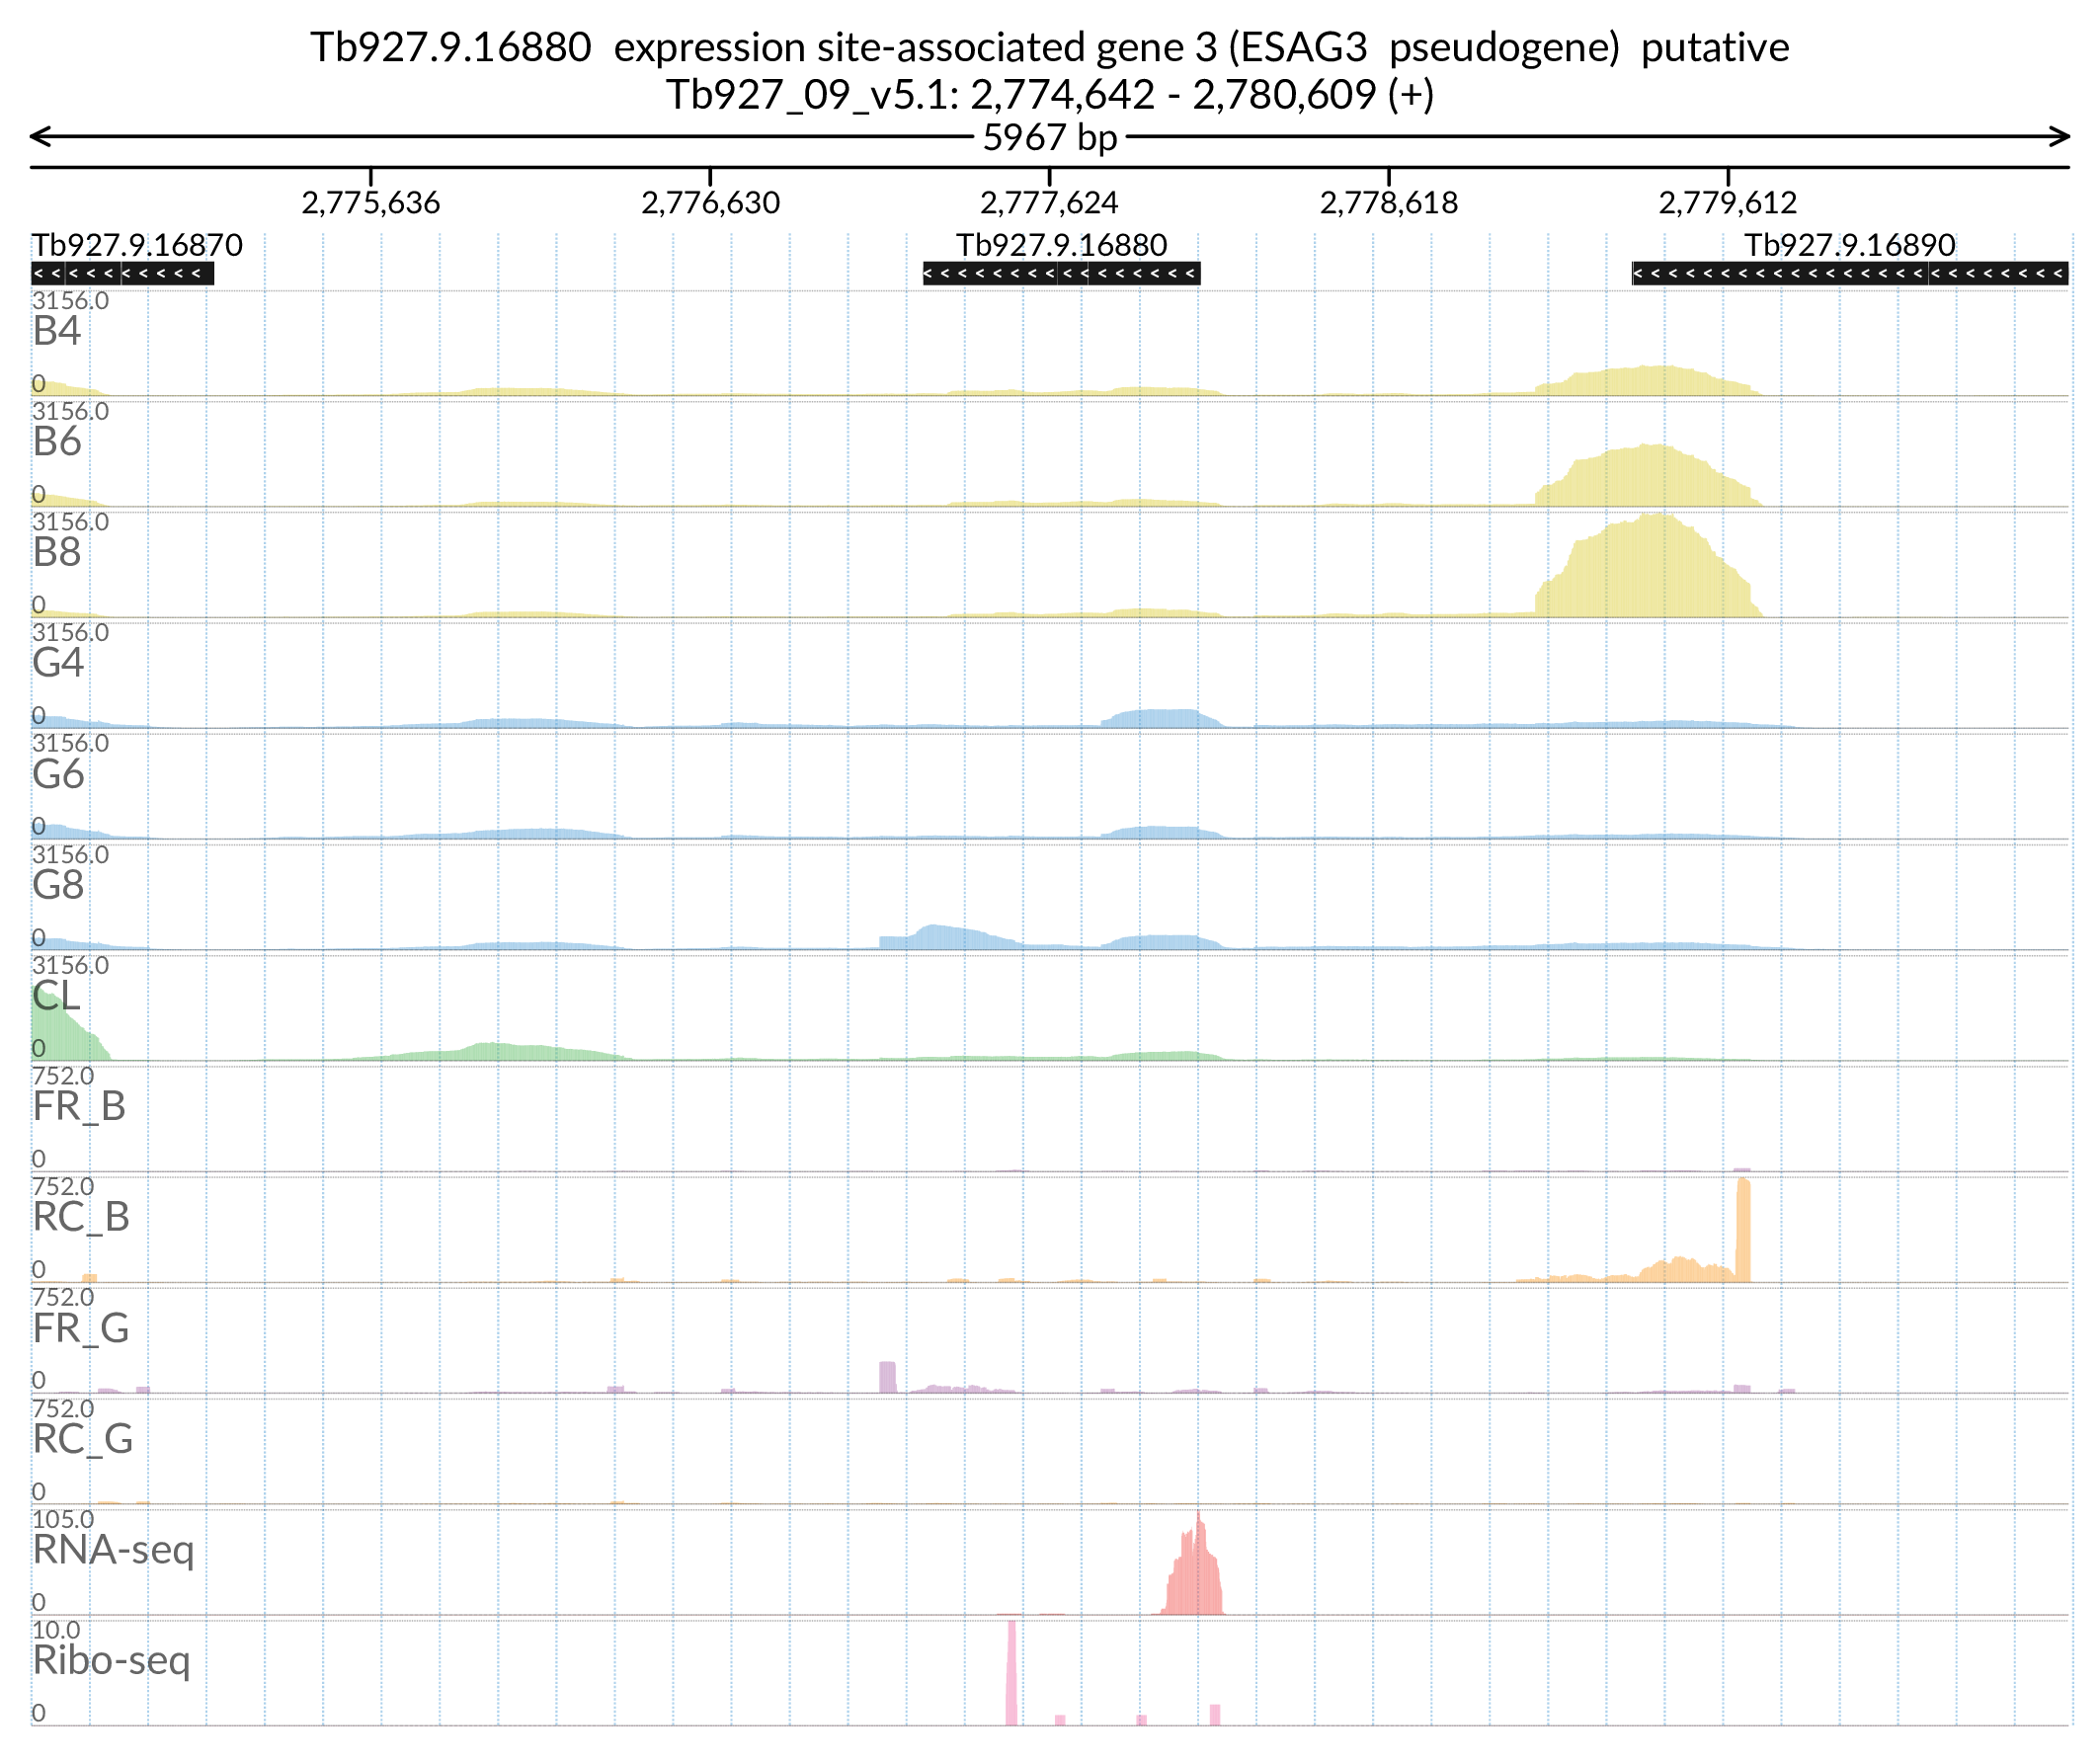 Tb927.9.16880 expression site-associated gene 3 (ESAG3 pseudogene) putative
Tb927_09_v5.1: 2,774,642 - 2,780,609 (+)
5967 bp
2,775,636 2,776,630 2,777,624 2,778,618 2,779,612
Tb927.9.16870 Tb927.9.16880 Tb927.9.16890
3156.0
B4
0
3156.0
B6
0
3156.0
B8
0
3156.0
G4
0
3156.0
G6
0
3156.0
G8
0
3156.0
CL
0
752.0
FR_B
0
752.0
RC_B
0
752.0
FR_G
0
752.0
RC_G
0
105.0
RNA-seq
0
10.0
Ribo-seq
0